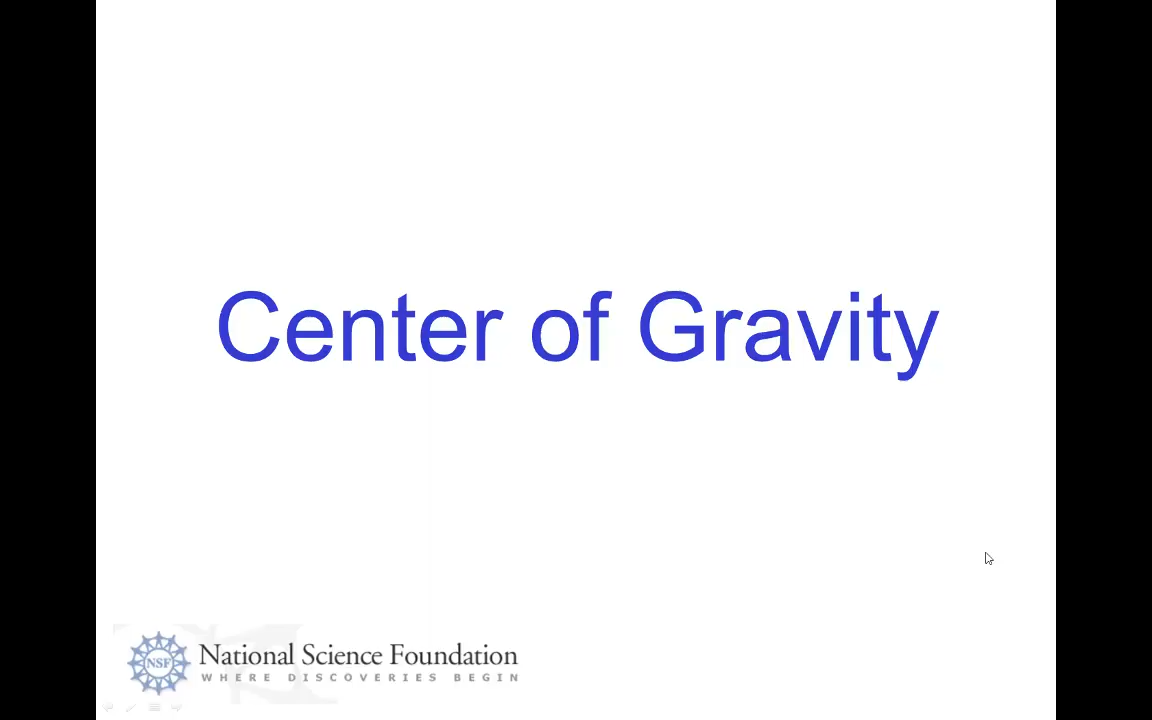 Center of Gravity
NSF
National Science Foundation
WHERE DISCOVERIES BEGIN